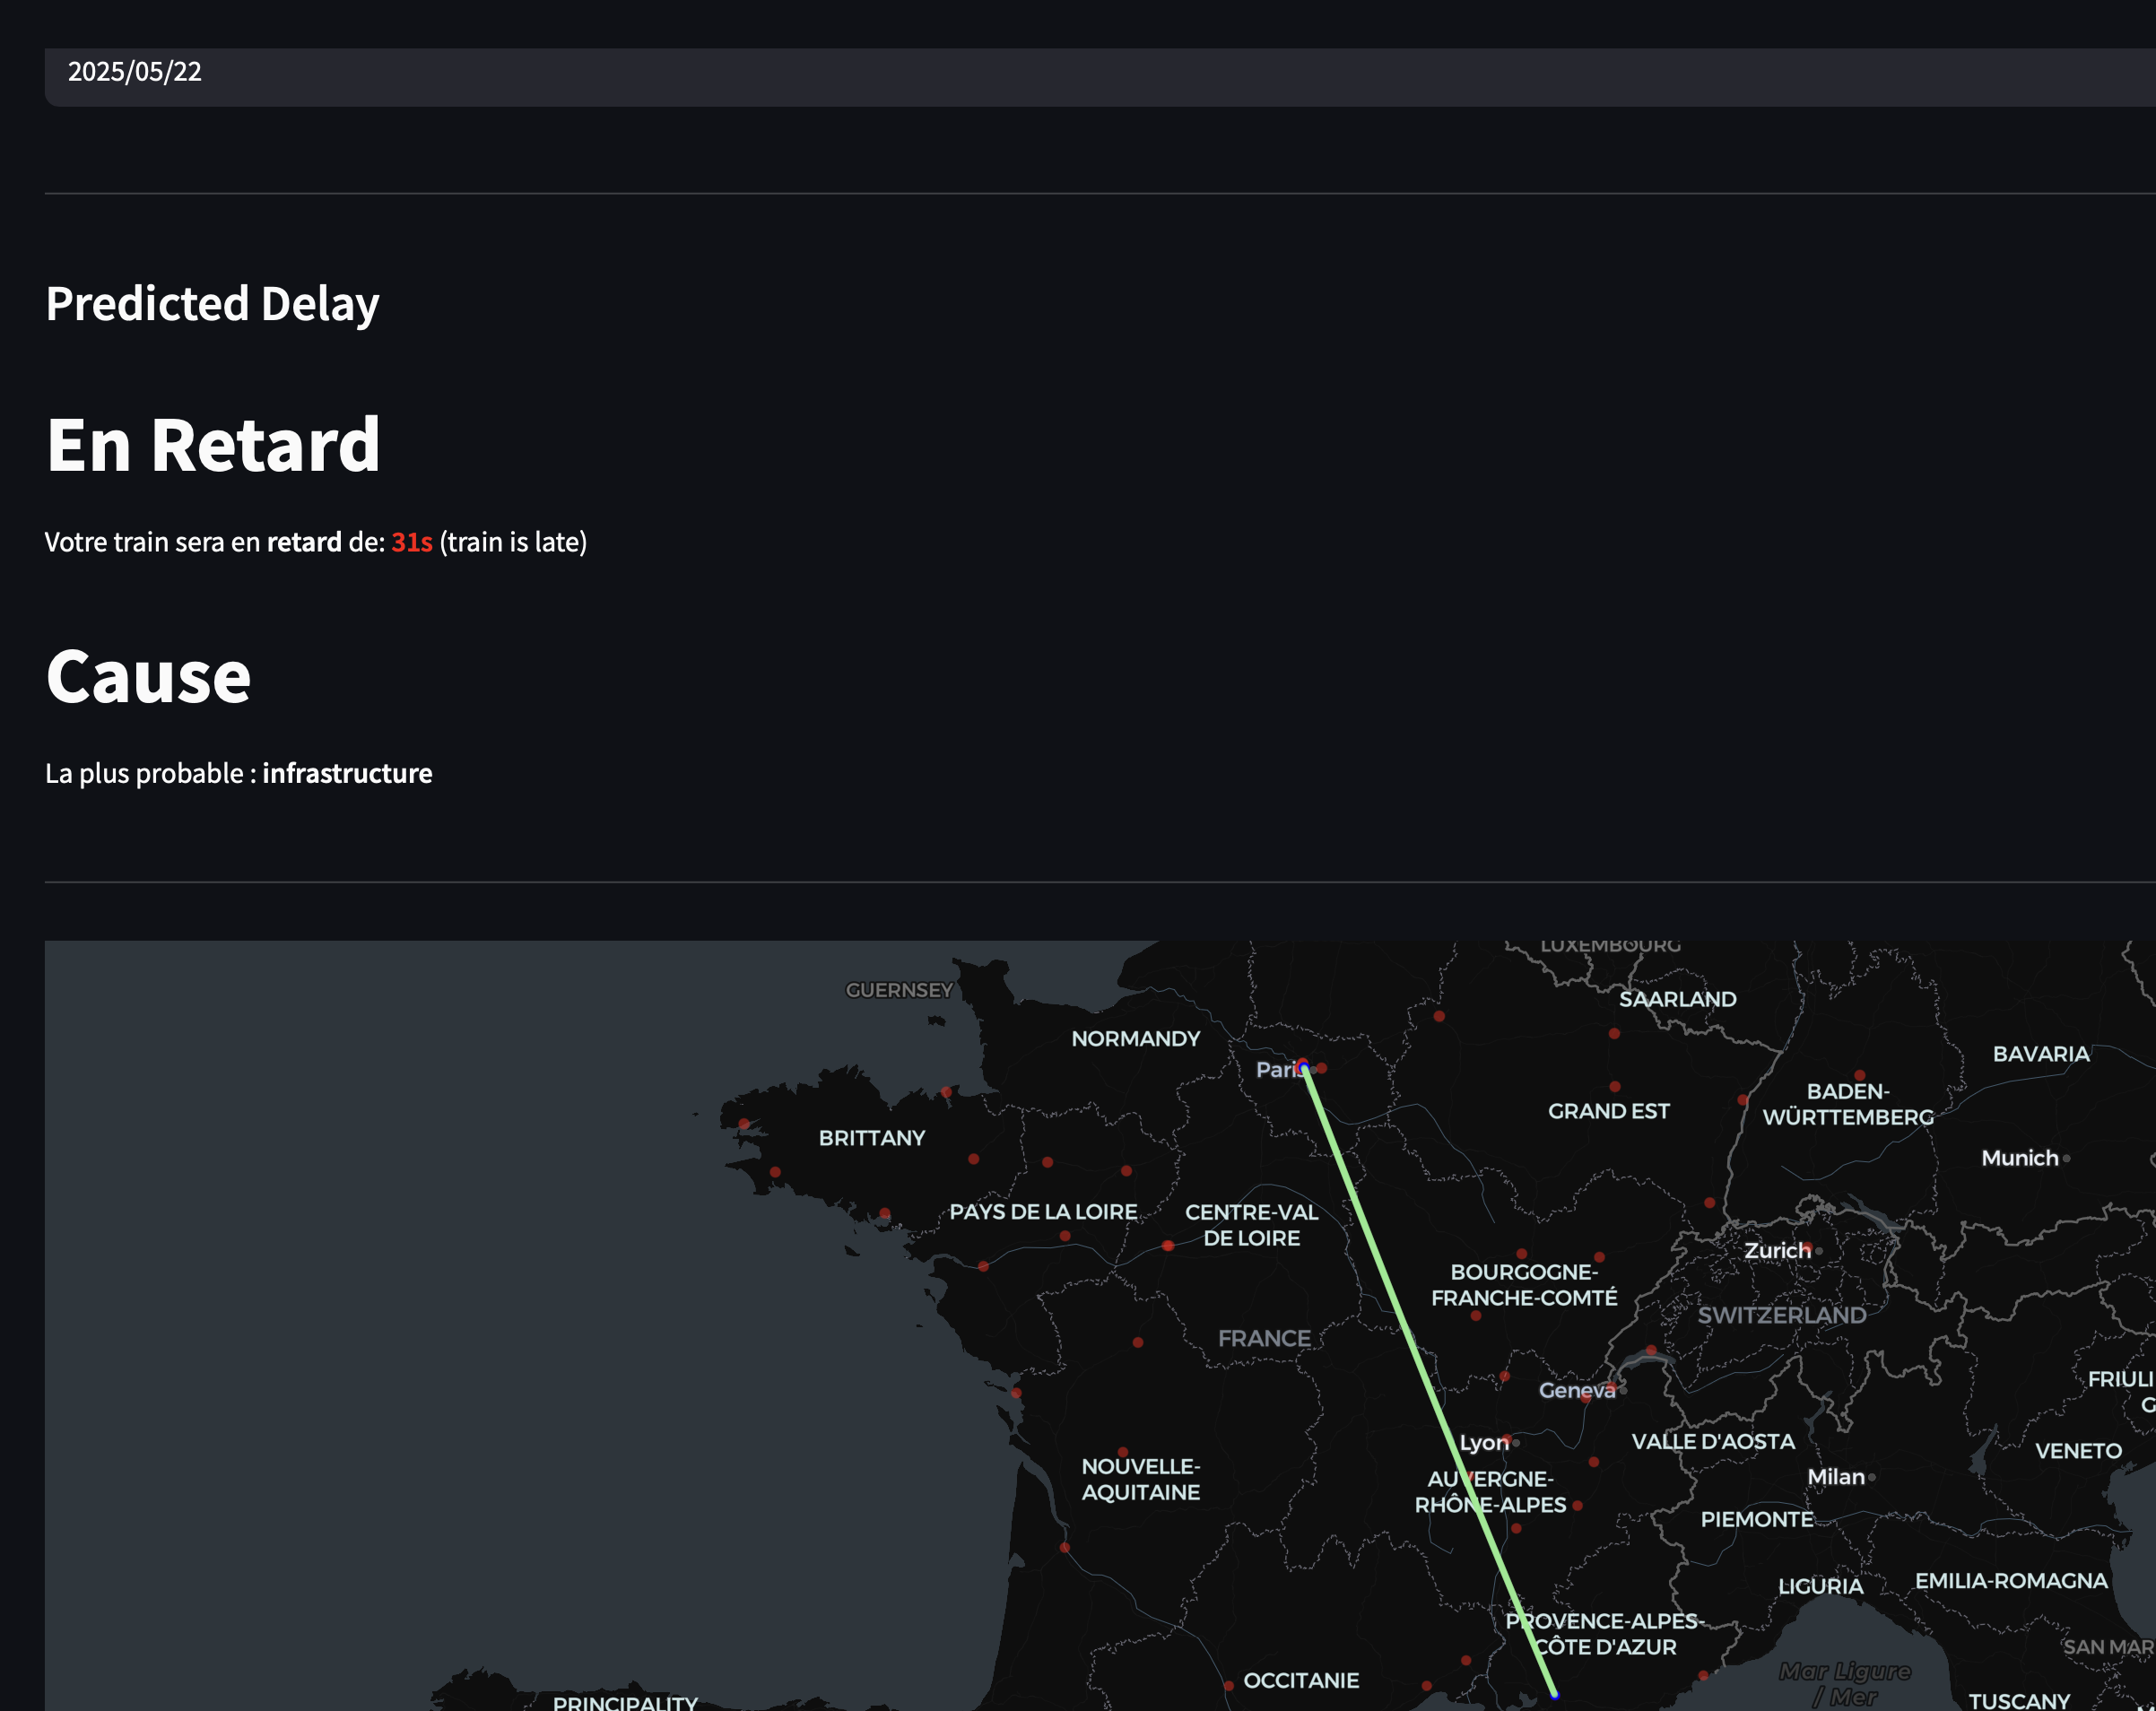 2025/05/22
Predicted Delay
En Retard
Votre train sera en retard de: 31s (train is late)
Cause
La plus probable : infrastructure
LUXEMBOURG
GUERNSEY
SAARLAND
NORMANDY
BAVARIA
Paris
BADEN-
WÜRTTEMBERG
GRAND EST
BRITTANY
Munich
PAYS DE LA LOIRE
CENTRE-VAL
DE LOIRE
Zurich
BOURGOGNE-
FRANCHE-COMTÉ
SWITZERLAND
FRANCE
FRIULI
G
Geneva
Lyon
VALLE D'AOSTA
VENETO
NOUVELLE-
AQUITAINE
AUVERGNE-
RHÔNE-ALPES
Milan
PIEMONTE
LIGURIA
EMILIA-ROMAGNA
PROVENCE-ALPES-
CÔTE D'AZUR
SAN MAR
OCCITANIE
Mar Ligure
/ Mer
PRINCIPALITY
TUSCANY